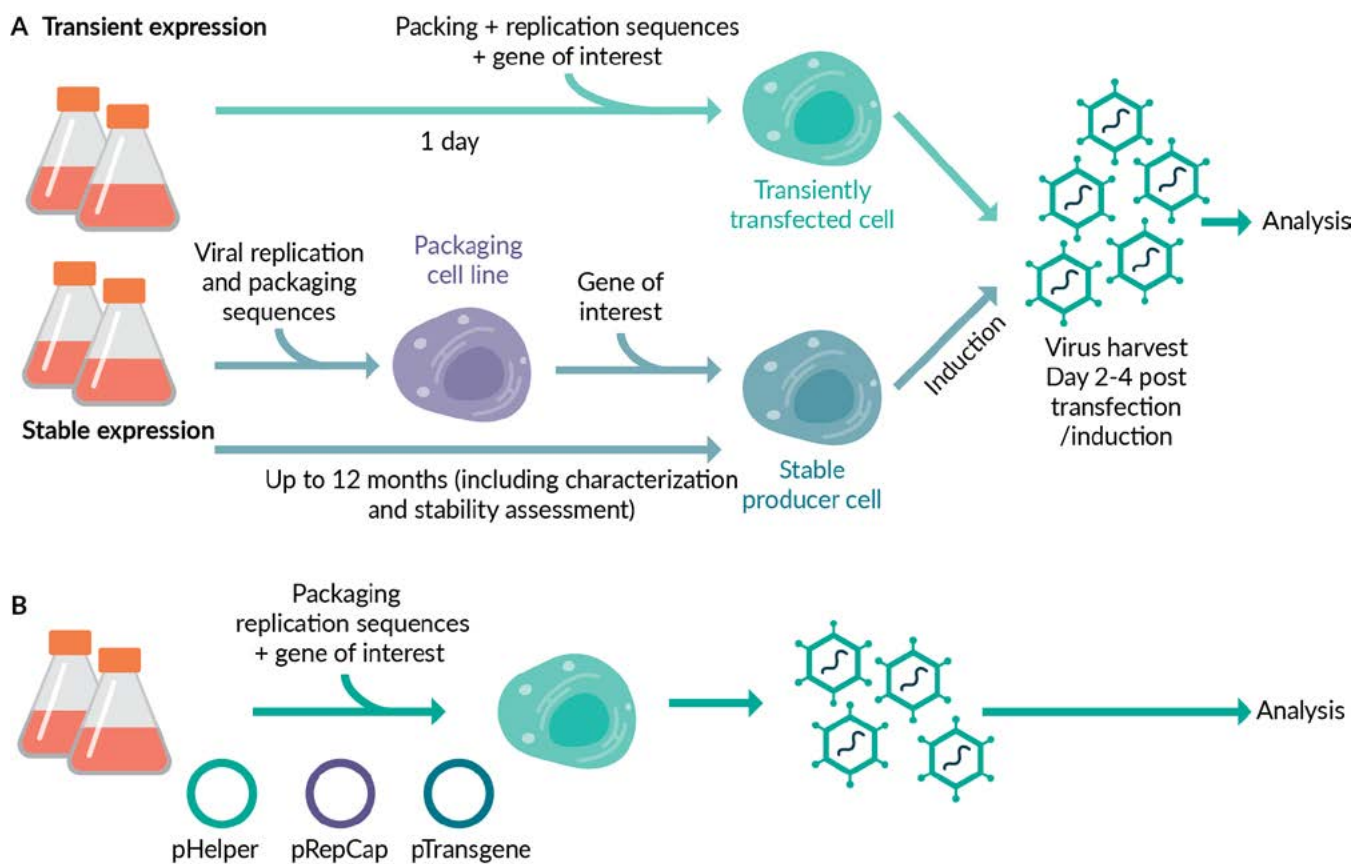 A Transient expression
Packing + replication sequences
+ gene of interest
1 day
Transiently
transfected cell
Analysis
Viral replication
and packaging
sequences
Packaging
cell line
Gene of
interest
Induction
Virus harvest
Day 2-4 post
transfection
/induction
Stable expression
Up to 12 months (including characterization
and stability assessment)
Stable
producer cell
B
Packaging
replication sequences
+ gene of interest
Analysis
pHelper
pRepCap
pTransgene